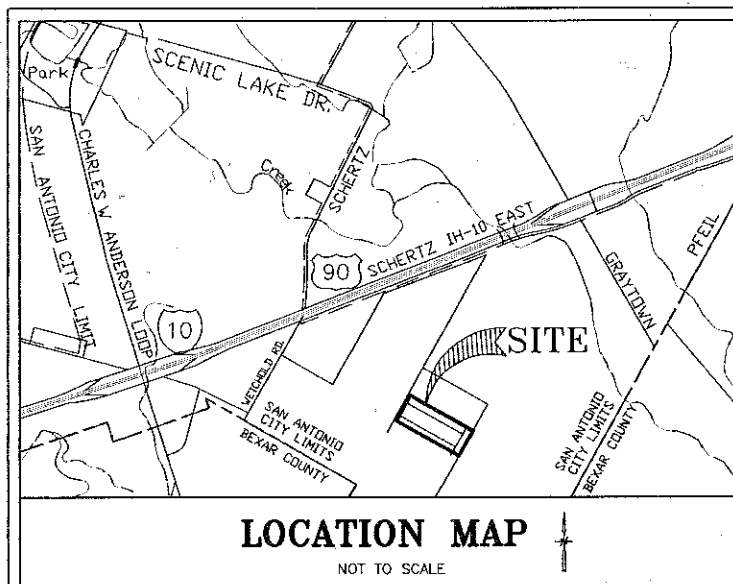 Park
SCENIC LAKE DR.
SAN ANTONIO CITY LIMIT
CHARLES W ANDERSON LOOP
Creek
SCHERTZ
SCHERTZ IH-10 EAST
90
10
GRAYTOWN
PFEIL
SITE
WEICHOLD RD.
SAN ANTONIO
CITY LIMITS
BEXAR COUNTY
SAN ANTONIO
CITY LIMITS
BEXAR COUNTY
LOCATION MAP
NOT TO SCALE